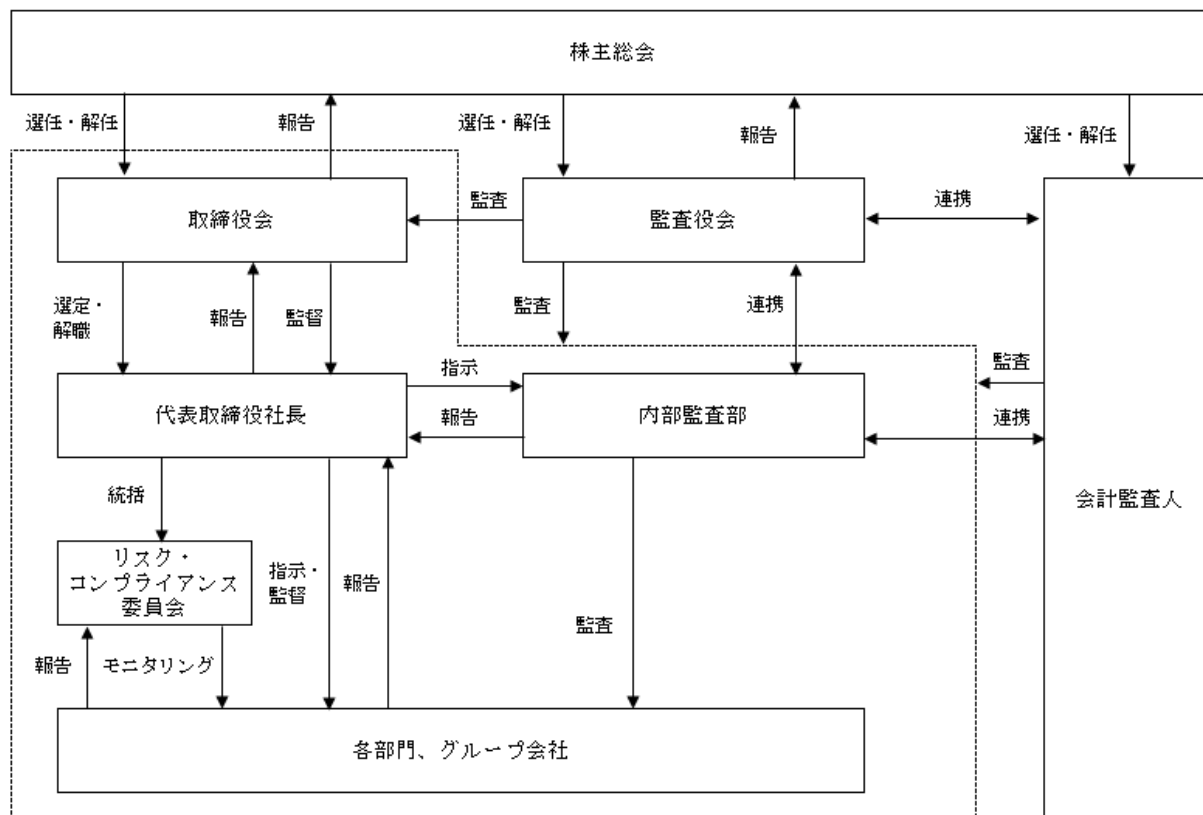 株主総会
選任・解任
報告
選任・解任
報告
選任・解任
取締役会
監査
監査役会
連携
選定・
解職
報告
監督
監査
連携
代表取締役社長
指示
報告
内部監査部
監査
連携
会計監査人
統括
リスク・
コンプライアンス
委員会
指示・
監督
報告
監査
報告
モニタリング
各部門、グループ会社